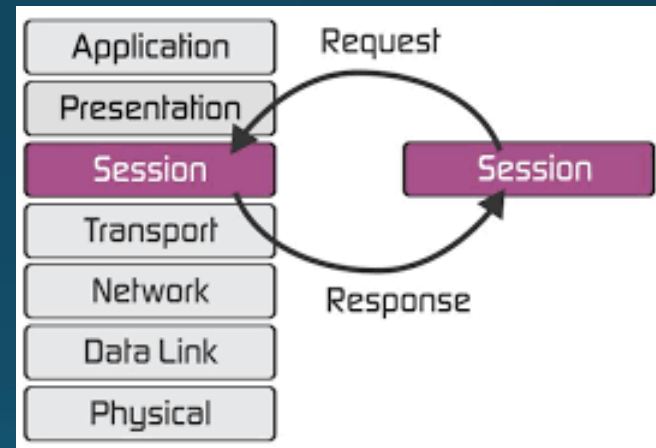 Application
Request
Presentation
Session
Session
Transport
Network
Response
Data Link
Physical